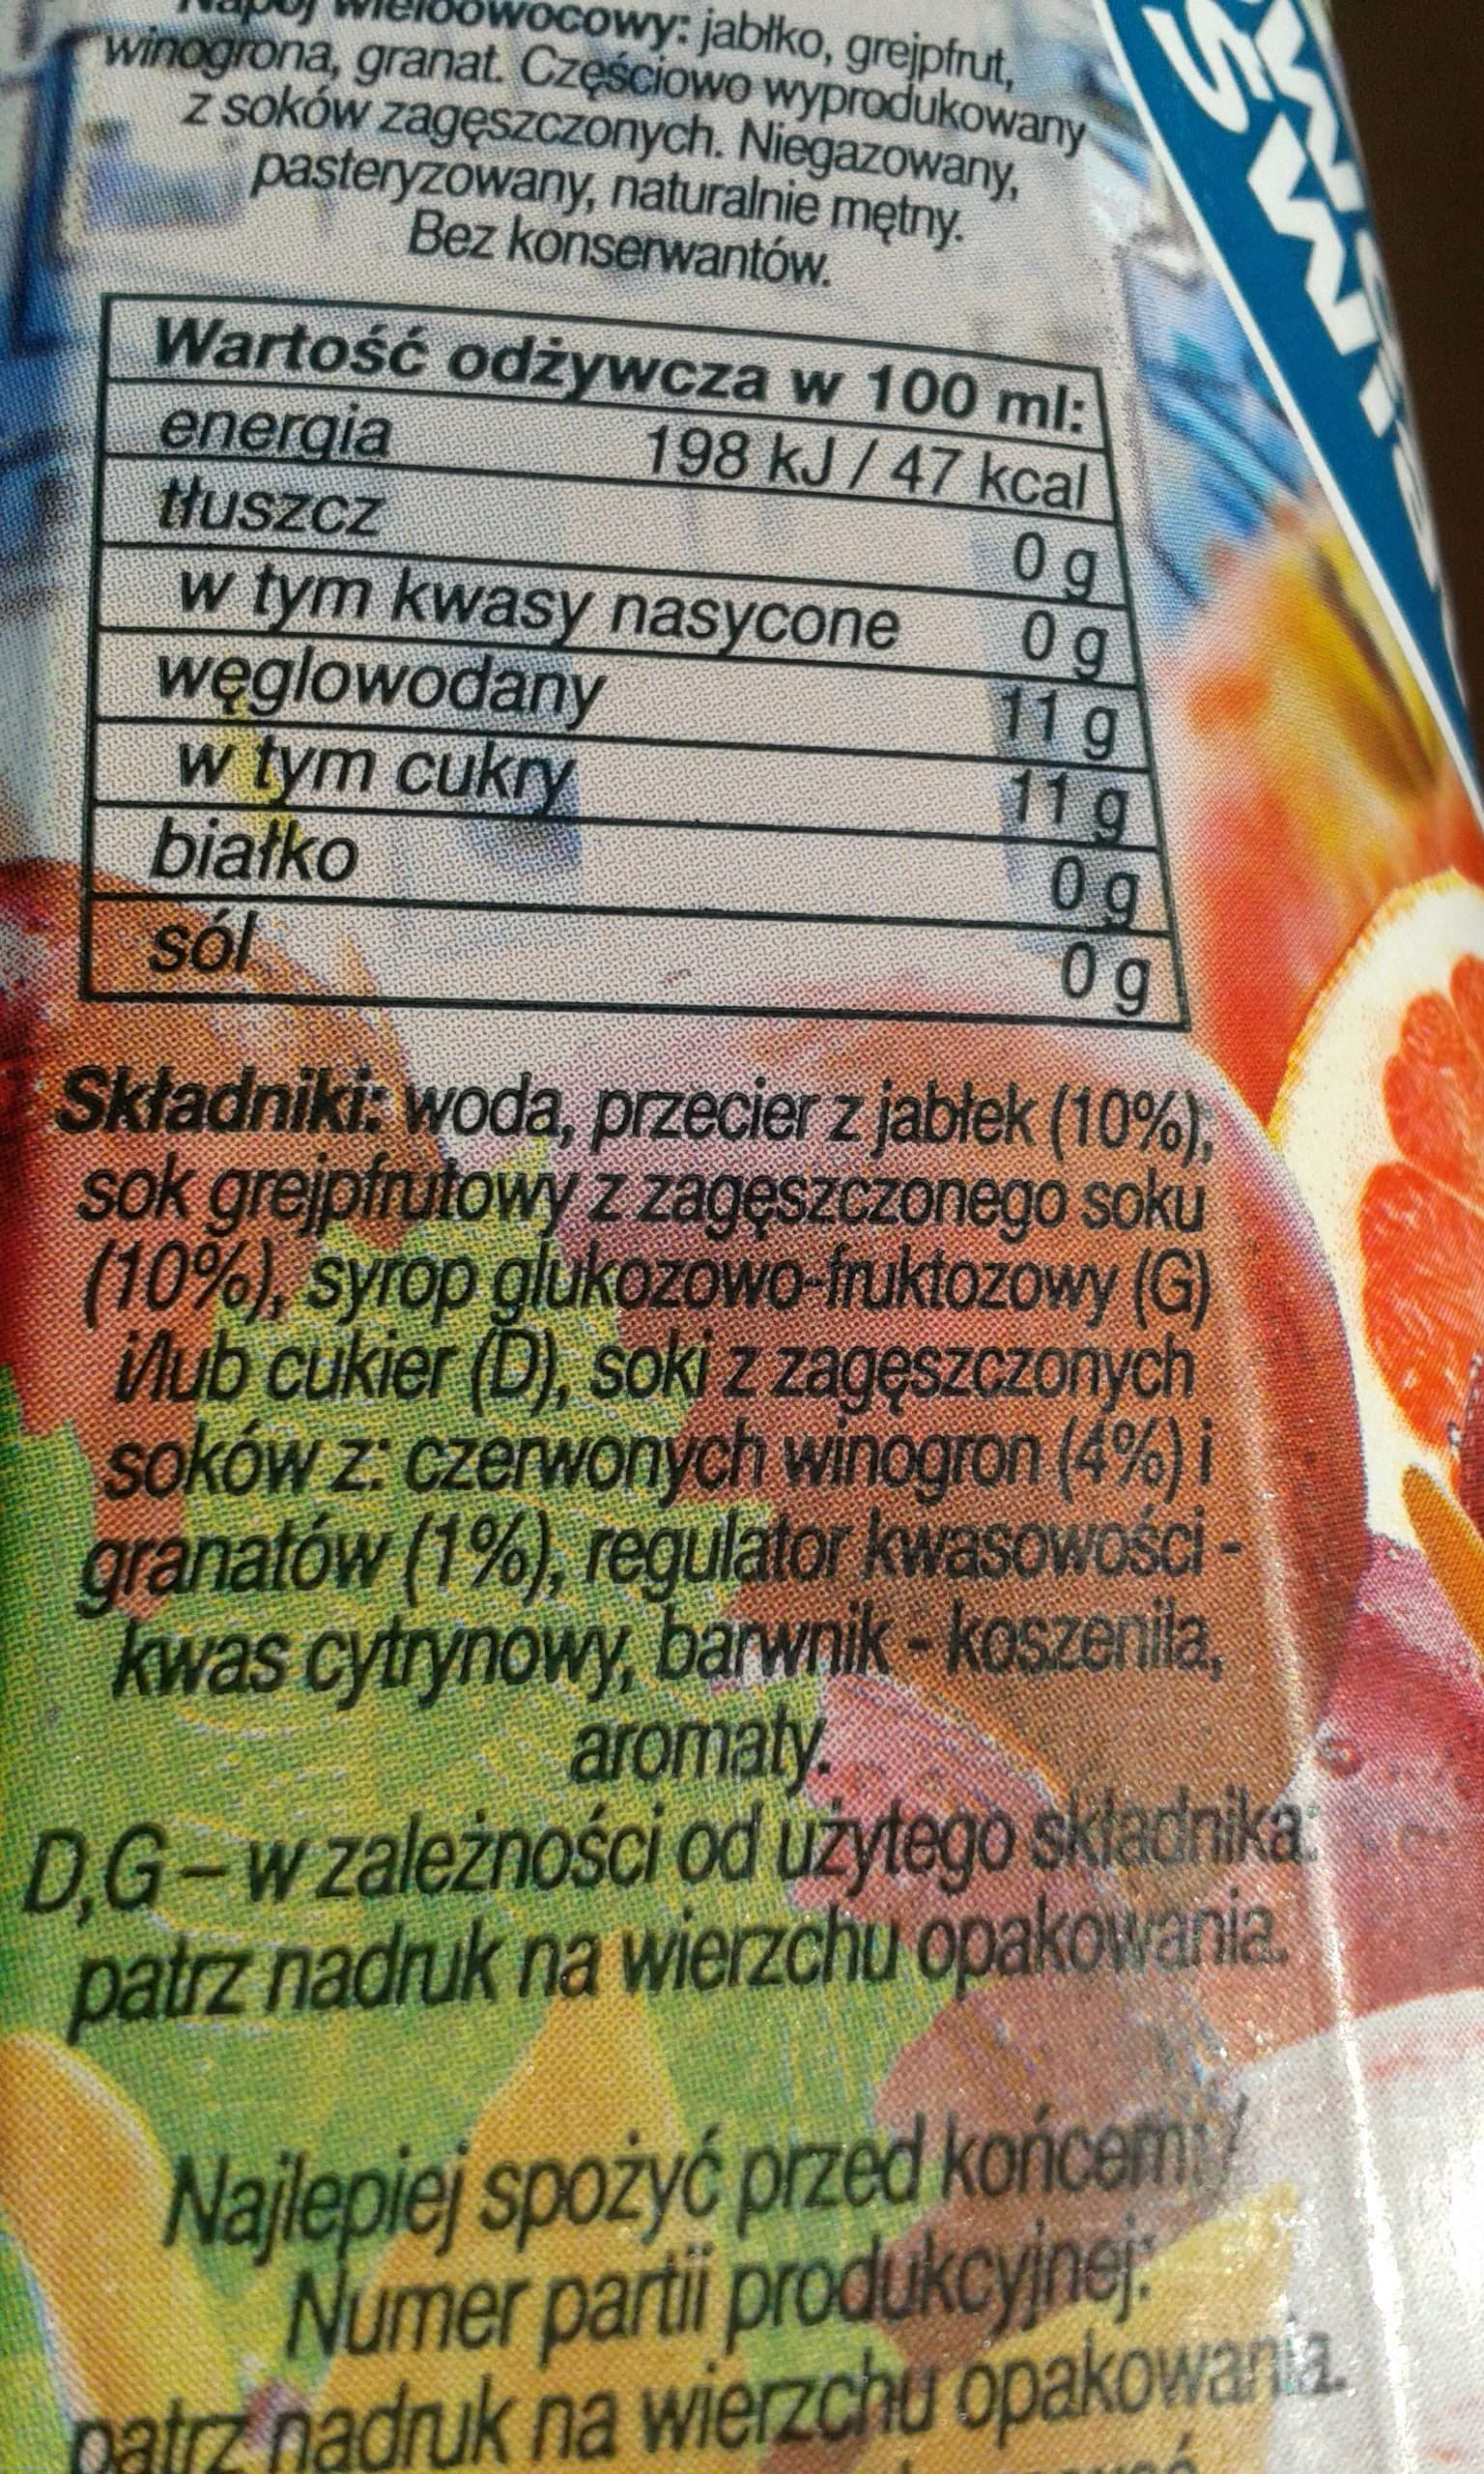 Napój wieloowocowy: jabłko, grejpfrut,
winogrona, granat. Częściowo wyprodukowany
z soków zagęszczonych. Niegazowany,
pasteryzowany, naturalnie mętny.
Bez konserwantów.
Wartość odżywcza w 100 ml:
energia 198 kJ / 47 kcal
tłuszcz 0 g
w tym kwasy nasycone 0 g
węglowodany 11 g
w tym cukry 11 g
białko 0 g
sól 0 g
Składniki: woda, przecier z jabłek (10%),
sok grejpfrutowy z zagęszczonego soku
(10%), syrop glukozowo-fruktozowy (G)
i/lub cukier (D), soki z zagęszczonych
soków z: czerwonych winogron (4%) i
granatów (1%), regulator kwasowości -
kwas cytrynowy, barwnik - koszenila,
aromaty.
D,G – w zależności od użytego składnika:
patrz nadruk na wierzchu opakowania.
Najlepiej spożyć przed końcem: /
Numer partii produkcyjnej:
patrz nadruk na wierzchu opakowania.